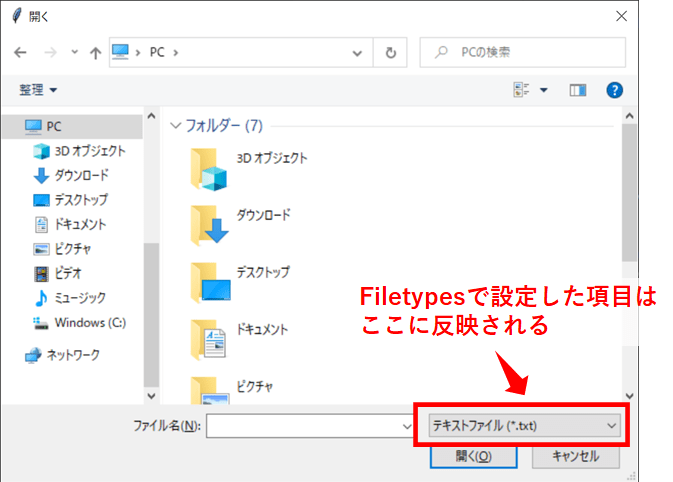 開く
PC
PCの検索
整理
PC
3D オブジェクト
ダウンロード
デスクトップ
ドキュメント
ピクチャ
ビデオ
ミュージック
Windows (C:)
ネットワーク
フォルダー (7)
3D オブジェクト
ダウンロード
デスクトップ
ドキュメント
ピクチャ
Filetypesで設定した項目は
ここに反映される
ファイル名(N):
テキストファイル (*.txt)
開く(O)
キャンセル